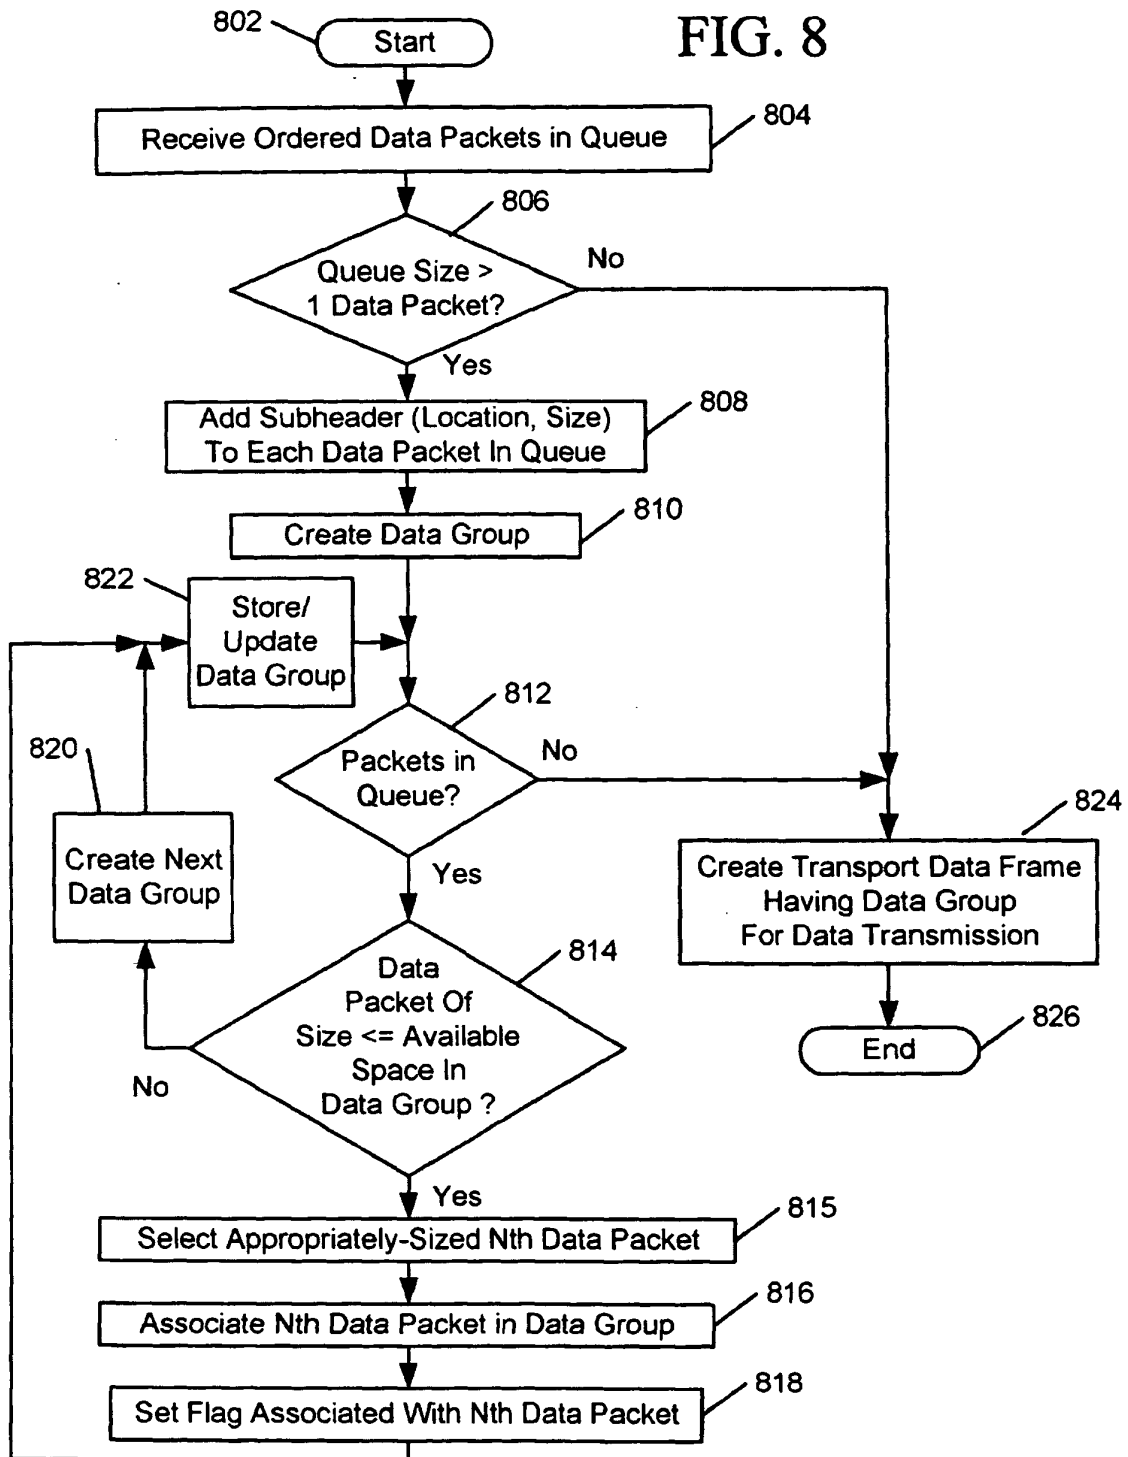 FIG. 8
802
Start
804
Receive Ordered Data Packets in Queue
806
Queue Size >
1 Data Packet?
No
Yes
808
Add Subheader (Location, Size)
To Each Data Packet In Queue
810
Create Data Group
822
Store/
Update
Data Group
812
Packets in
Queue?
No
Yes
820
Create Next
Data Group
824
Create Transport Data Frame
Having Data Group
For Data Transmission
814
Data
Packet Of
Size <= Available
Space In
Data Group ?
No
Yes
826
End
815
Select Appropriately-Sized Nth Data Packet
816
Associate Nth Data Packet in Data Group
818
Set Flag Associated With Nth Data Packet